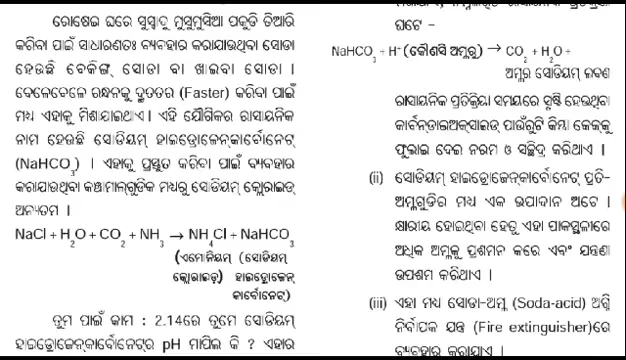 ରୋଷେଇ ଘରେ ସୁସ୍ୱାଦୁ ମୁସୁମୁସିଆ ପକୁଡ଼ି ତିଆରି
କରିବା ପାଇଁ ସାଧାରଣତଃ ବ୍ୟବହାର କରାଯାଉଥିବା ସୋଡା
ହେଉଛି ବେକିଙ୍ଗ୍ ସୋଡା ବା ଖାଇବା ସୋଡା ।
ବେଳେବେଳେ ରନ୍ଧନକୁ ଦ୍ରୁତତର (Faster) କରିବା ପାଇଁ
ମଧ୍ୟ ଏହାକୁ ମିଶାଯାଇଥାଏ । ଏହି ଯୌଗିକର ରାସାୟନିକ
ନାମ ହେଉଛି ସୋଡିୟମ୍ ହାଇଡ୍ରୋଜେନ୍‌କାର୍ବୋନେଟ୍
(NaHCO₃) । ଏହାକୁ ପ୍ରସ୍ତୁତ କରିବା ପାଇଁ ବ୍ୟବହାର
କରାଯାଉଥିବା କଞ୍ଚାମାଲଗୁଡିକ ମଧ୍ୟରୁ ସୋଡିୟମ୍ କ୍ଲୋରାଇଡ୍
ଅନ୍ୟତମ ।
NaCl + H₂O + CO₂ + NH₃ → NH₄Cl + NaHCO₃
(ଏମୋନିୟମ୍ (ସୋଡିୟମ୍
କ୍ଲୋରାଇଡ୍) ହାଇଡ୍ରୋଜେନ୍
କାର୍ବୋନେଟ୍)
ତୁମ ପାଇଁ କାମ : 2.14ରେ ତୁମେ ସୋଡିୟମ୍
ହାଇଡ୍ରୋଜେନ୍‌କାର୍ବୋନେଟ୍‌ର pH ମାପିଲ କି ? ଏହାର
ଘଟେ –
NaHCO₃ + H⁺ (କୌଣସି ଅମ୍ଳରୁ) → CO₂ + H₂O +
ଅମ୍ଳର ସୋଡିୟମ୍ ଲବଣ
ରାସାୟନିକ ପ୍ରତିକ୍ରିୟା ସମୟରେ ସୃଷ୍ଟି ହେଉଥିବା
କାର୍ବନ୍‌ଡାଇଅକ୍‌ସାଇଡ୍ ପାଉଁରୁଟି କିମ୍ବା କେକ୍‌କୁ
ଫୁଲାଇ ଦେଇ ନରମ ଓ ସଚ୍ଛିଦ୍ର କରିଥାଏ ।
(ii) ସୋଡିୟମ୍ ହାଇଡ୍ରୋଜେନ୍‌କାର୍ବୋନେଟ୍ ପ୍ରତି-
ଅମ୍ଳଗୁଡିର ମଧ୍ୟ ଏକ ଉପାଦାନ ଅଟେ ।
କ୍ଷାରୀୟ ହୋଇଥିବା ହେତୁ ଏହା ପାକସ୍ଥଳୀରେ
ଅଧିକ ଅମ୍ଳକୁ ପ୍ରଶମନ କରେ ଏବଂ ଯନ୍ତ୍ରଣା
ଉପଶମ କରିଥାଏ ।
(iii) ଏହା ମଧ୍ୟ ସୋଡା-ଅମ୍ଳ (Soda-acid) ଅଗ୍ନି
ନିର୍ବାପକ ଯନ୍ତ୍ର (Fire extinguisher)ରେ
ବ୍ୟବହାର କରାଯାଏ ।